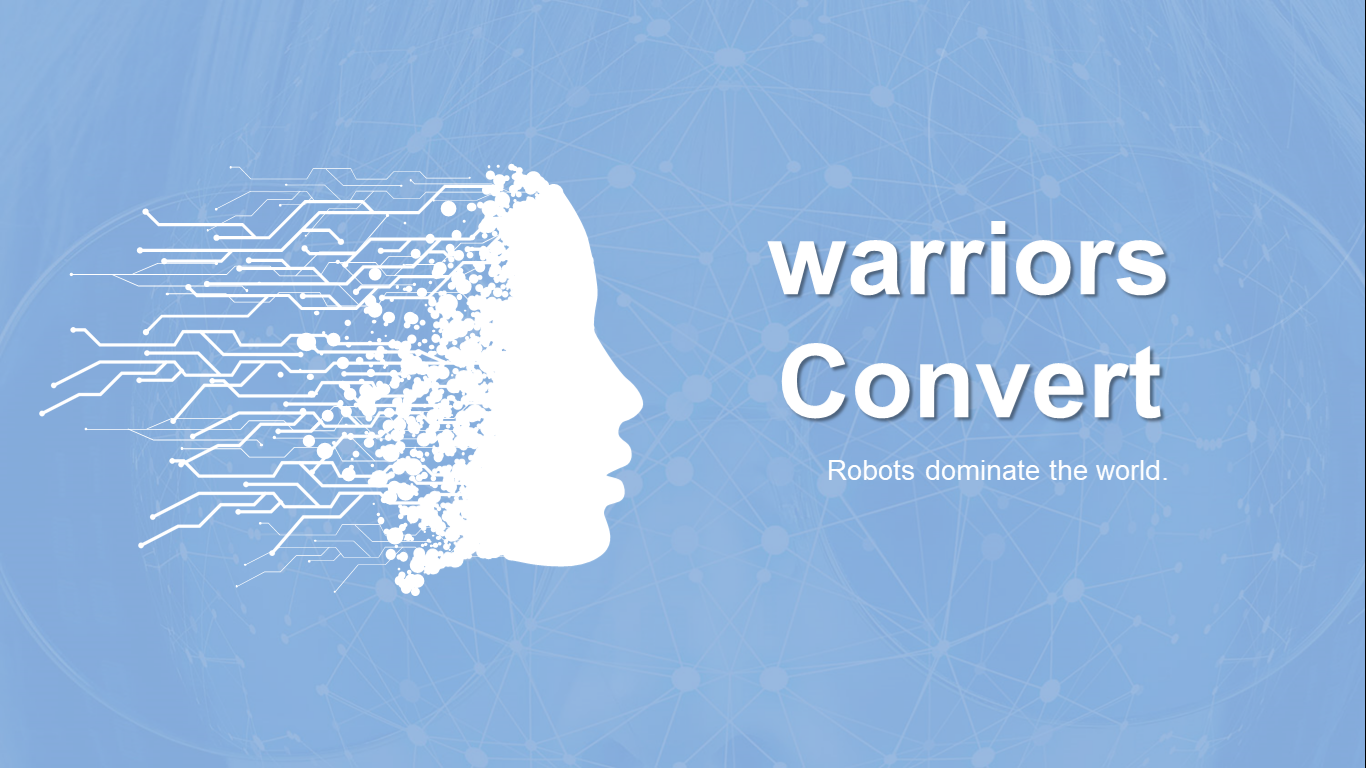 warriors
Convert
Robots dominate the world.